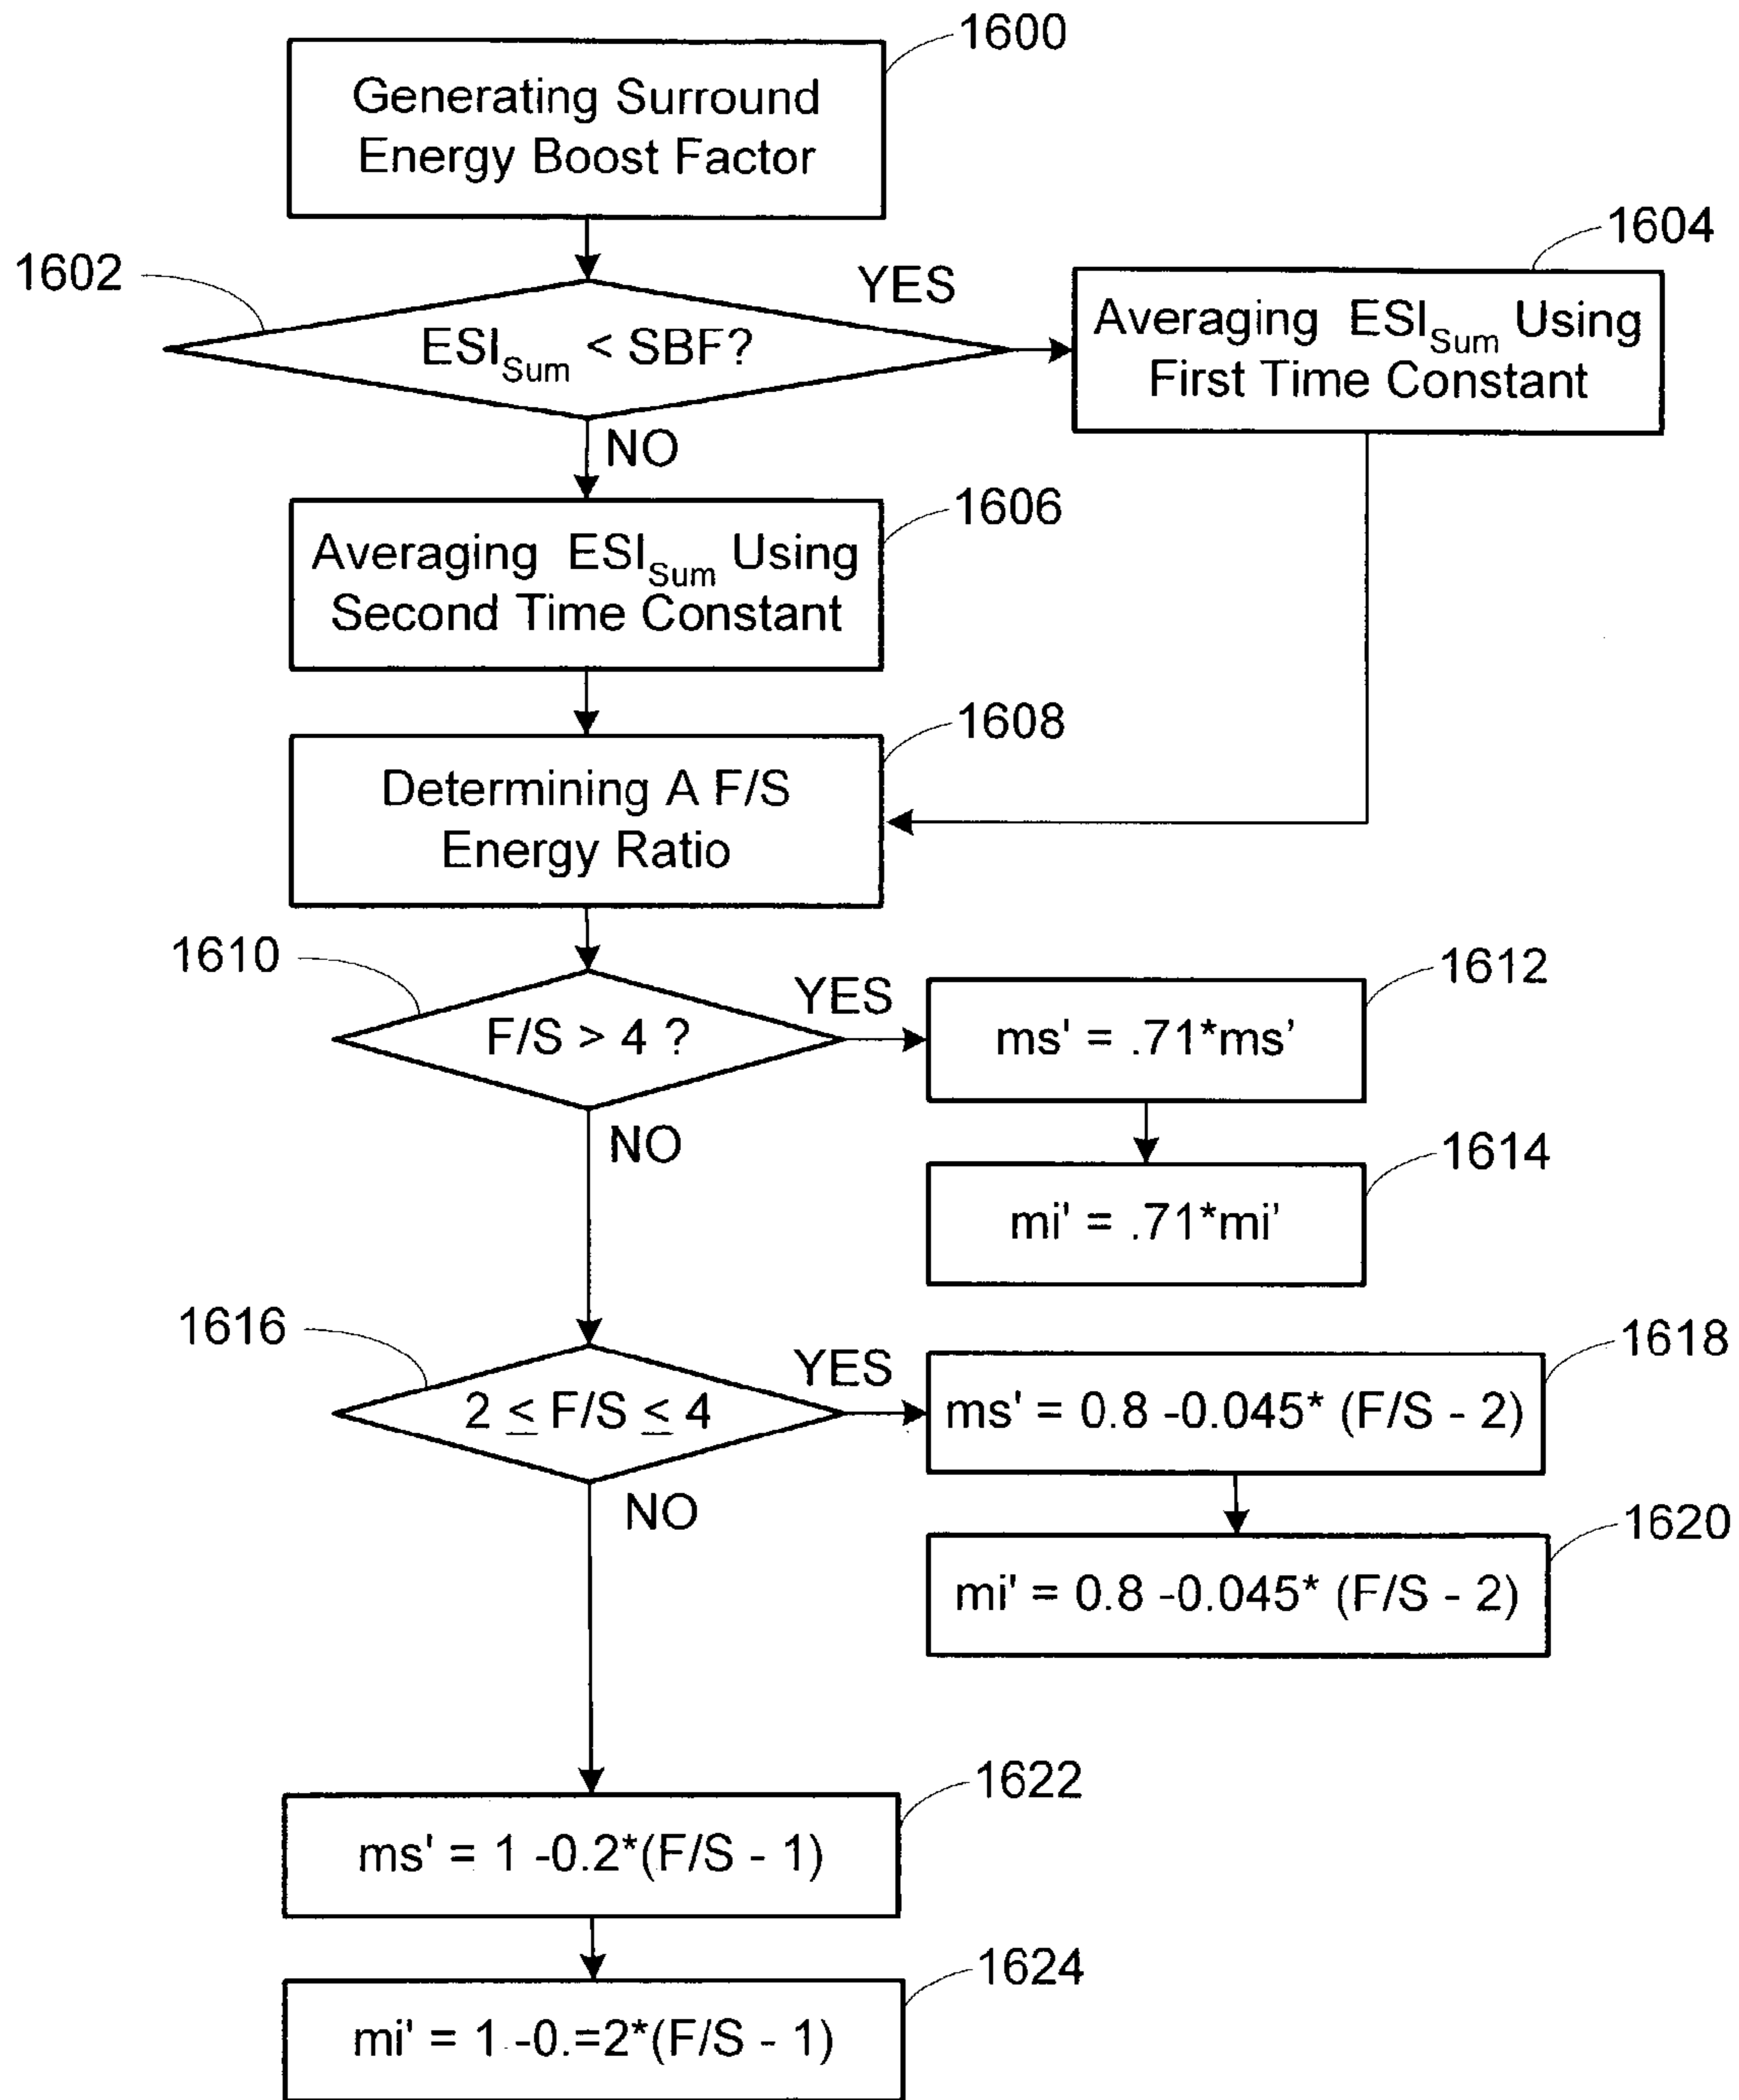 1600
Generating Surround
Energy Boost Factor
1602
ESI_Sum < SBF?
YES
1604
Averaging ESI_Sum Using
First Time Constant
NO
1606
Averaging ESI_Sum Using
Second Time Constant
1608
Determining A F/S
Energy Ratio
1610
F/S > 4 ?
YES
1612
ms' = .71*ms’
NO
1614
mi' = .71*mi’
1616
2 ≤ F/S ≤ 4
YES
1618
ms' = 0.8 -0.045* (F/S - 2)
NO
1620
mi' = 0.8 -0.045* (F/S - 2)
1622
ms' = 1 -0.2*(F/S - 1)
1624
mi' = 1 -0.=2*(F/S - 1)